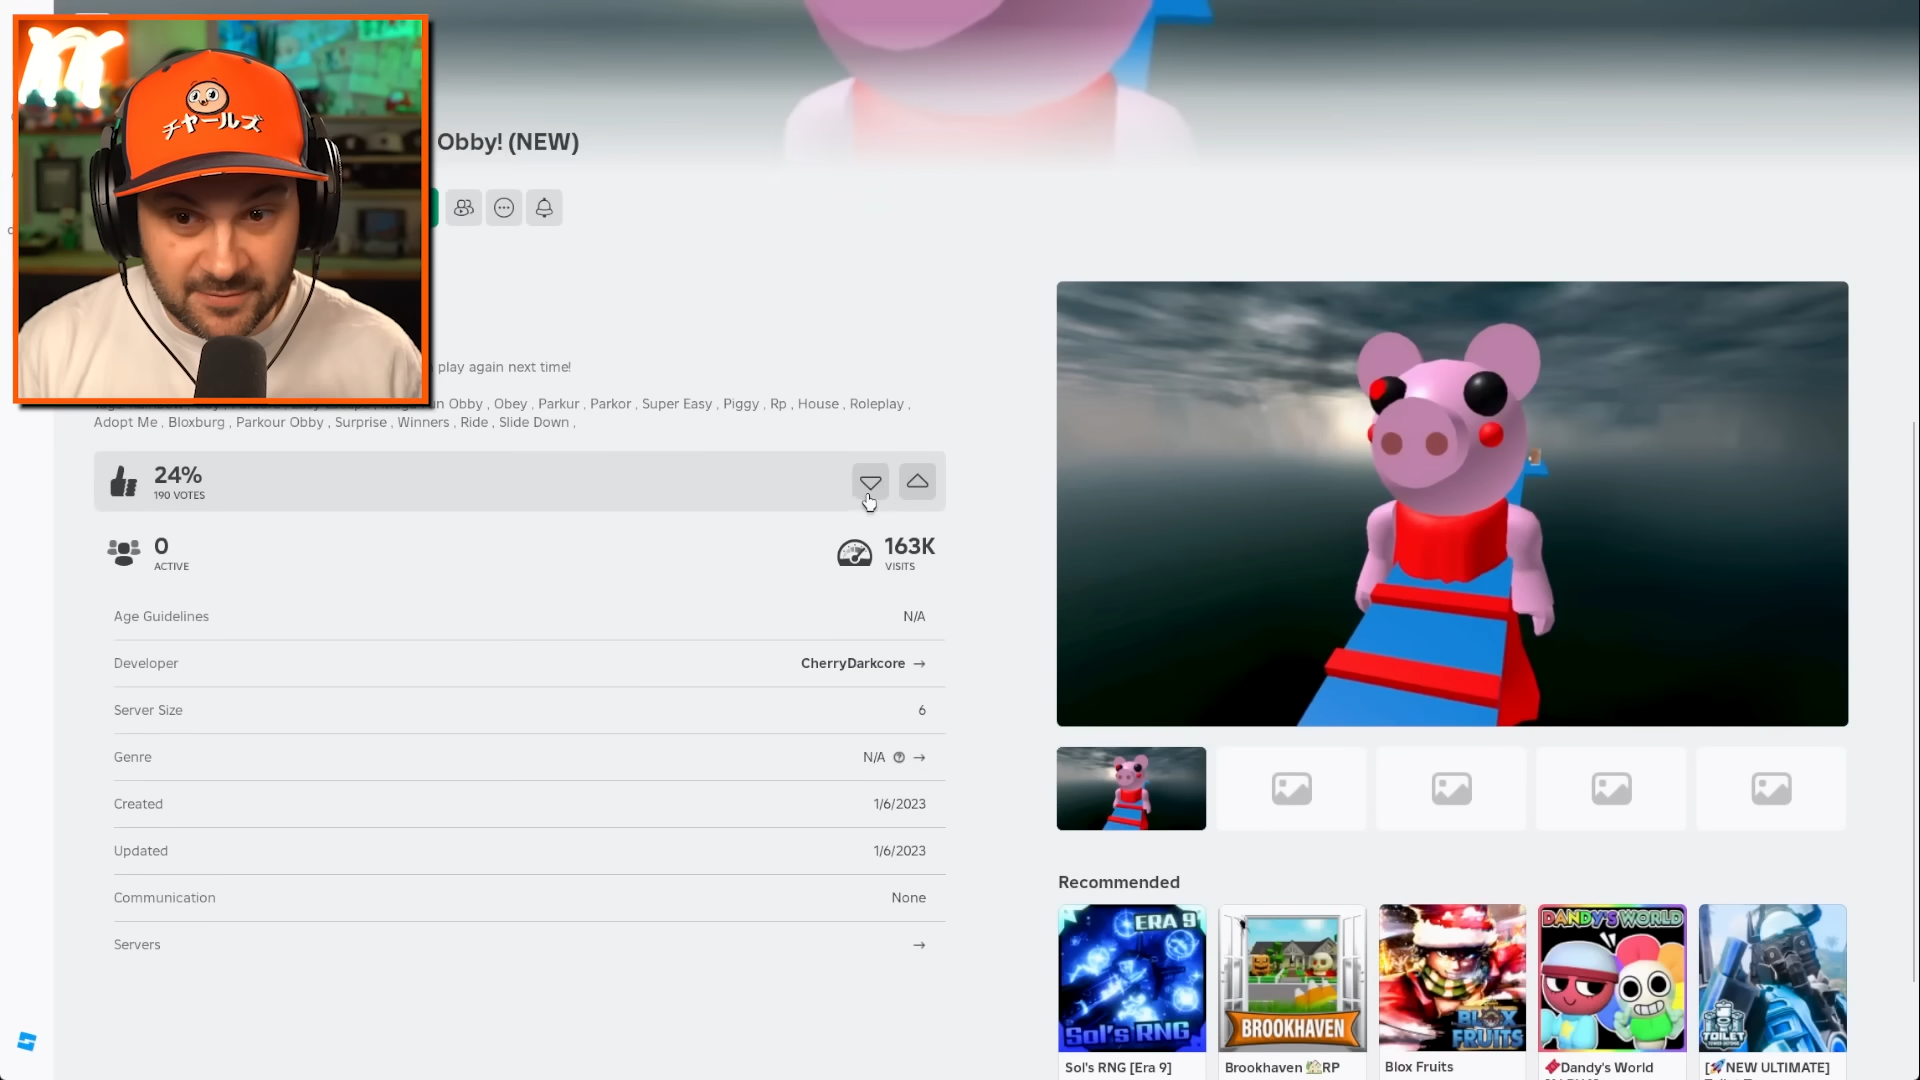 チャールズ
Obby! (NEW)
play again next time!
Obby , Obey , Parkur , Parkor , Super Easy , Piggy , Rp , House , Roleplay ,
Adopt Me , Bloxburg , Parkour Obby , Surprise , Winners , Ride , Slide Down ,
24%
190 VOTES
0
ACTIVE
163K
VISITS
Age Guidelines N/A
Developer CherryDarkcore →
Server Size 6
Genre N/A →
Created 1/6/2023
Updated 1/6/2023
Communication None
Servers →
Recommended
ERA 9
Sol's RNG
BROOKHAVEN
BLOX
FRUITS
DANDY'S WORLD
TOILET
Sol's RNG [Era 9]
Brookhaven 🏡RP
Blox Fruits
Dandy's World
[🚀NEW ULTIMATE]